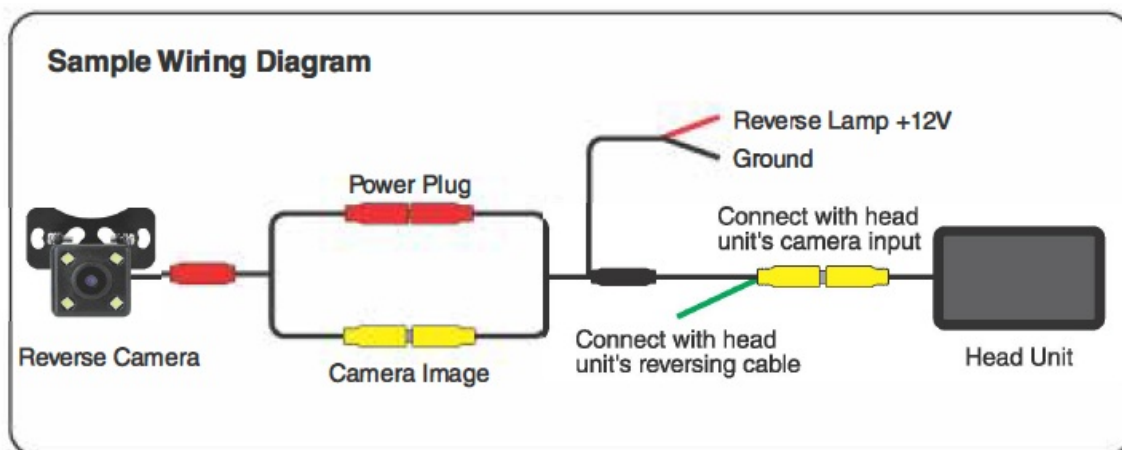 Sample Wiring Diagram
Reverse Lamp +12V
Ground
Power Plug
Connect with head
unit's camera input
Reverse Camera
Camera Image
Connect with head
unit's reversing cable
Head Unit